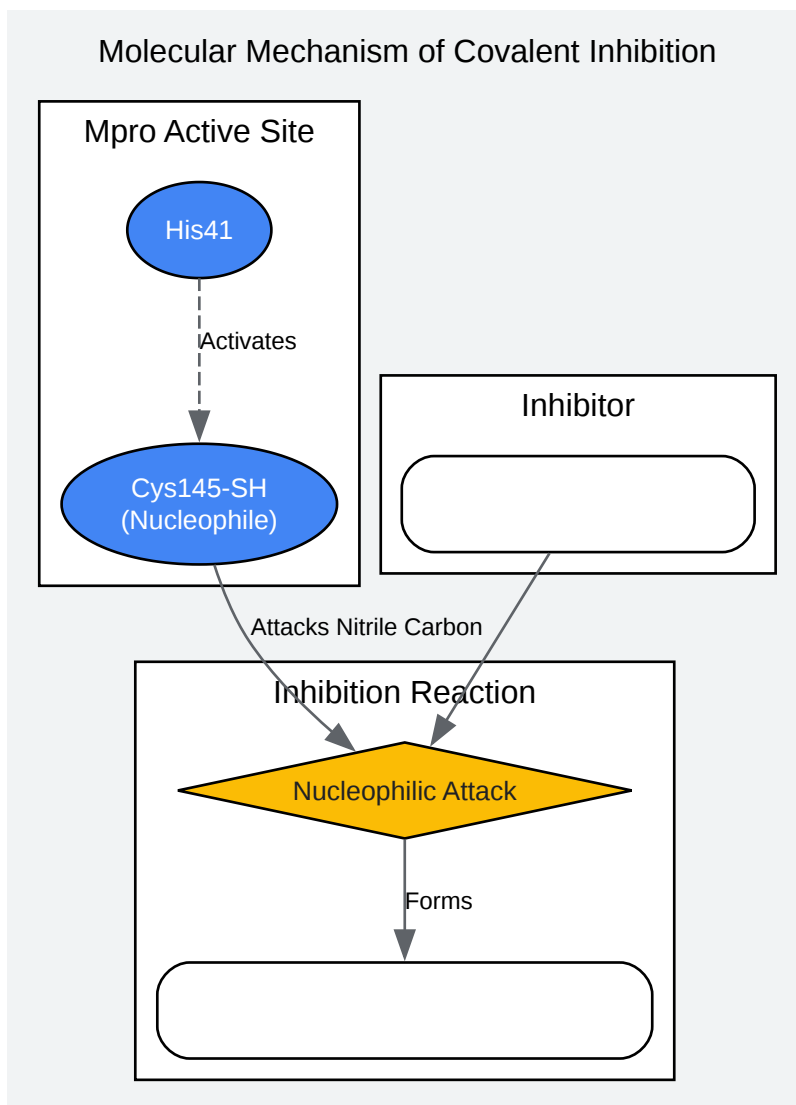 Molecular Mechanism of Covalent Inhibition
Mpro Active Site
His41
Activates
Inhibitor
Cys145-SH
(Nucleophile)
Attacks Nitrile Carbon
Inhibition Reaction
Nucleophilic Attack
Forms